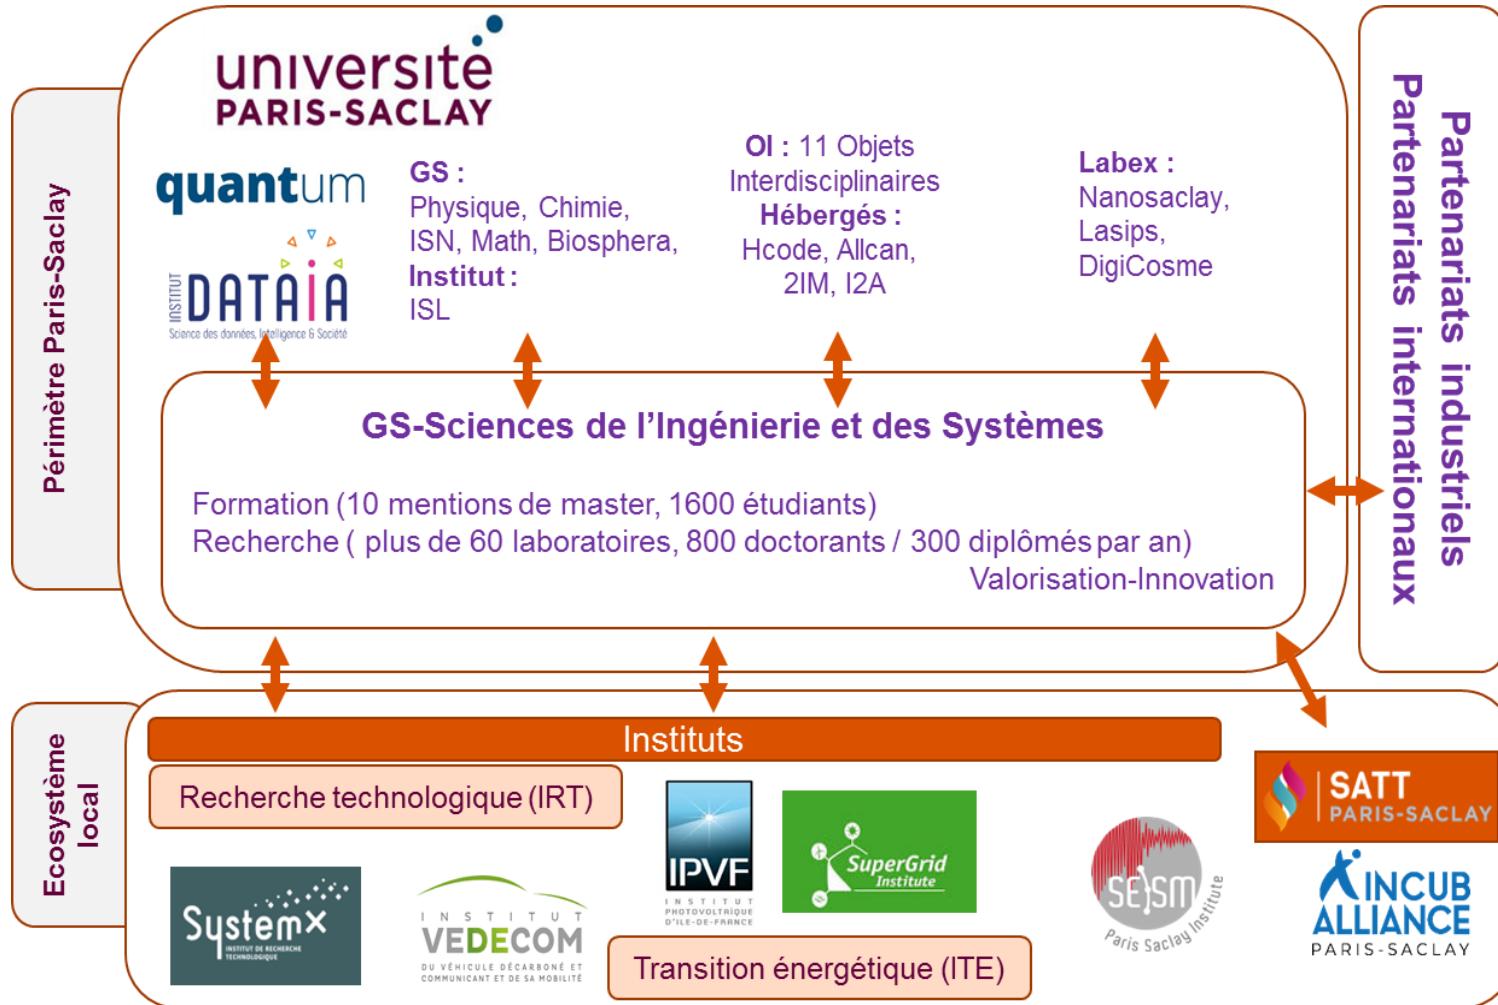 université
PARIS-SACLAY
quantum
INSTITUT
DATAIA
Science des données, Intelligence & Société
GS :
Physique, Chimie,
ISN, Math, Biosphera,
Institut :
ISL
OI : 11 Objets
Interdisciplinaires
Hébergés :
Hcode, Allcan,
2IM, I2A
Labex :
Nanosaclay,
Lasips,
DigiCosme
Périmètre Paris-Saclay
Partenariats industriels
Partenariats internationaux
GS-Sciences de l'Ingénierie et des Systèmes
Formation (10 mentions de master, 1600 étudiants)
Recherche ( plus de 60 laboratoires, 800 doctorants / 300 diplômés par an)
Valorisation-Innovation
Ecosystème
local
Instituts
Recherche technologique (IRT)
SystemX
INSTITUT DE RECHERCHE
TECHNOLOGIQUE
INSTITUT
VEDECOM
DU VÉHICULE DÉCARBONÉ ET
COMMUNICANT ET DE SA MOBILITÉ
IPVF
INSTITUT
PHOTOVOLTAÏQUE
D'ILE-DE-FRANCE
SuperGrid
Institute
Transition énergétique (ITE)
SEISM
Paris Saclay Institute
SATT
PARIS-SACLAY
INCUB
ALLIANCE
PARIS-SACLAY